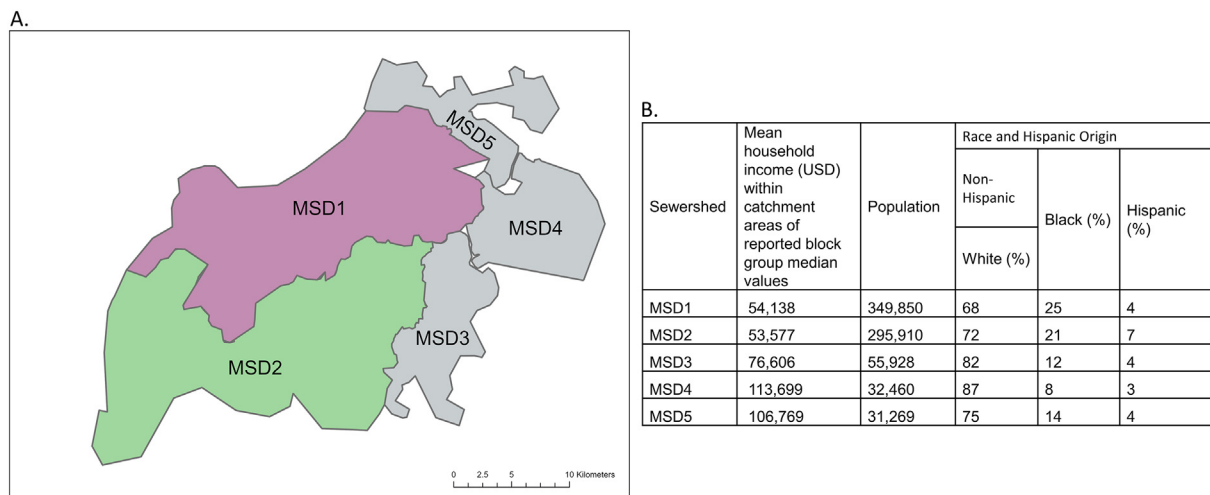 A.
MSD5
MSD1
MSD4
MSD3
MSD2
0 2.5 5 10 Kilometers
B.
Sewershed
Mean
household
income (USD)
within
catchment
areas of
reported block
group median
values
Population
Race and Hispanic Origin
Non-
Hispanic
White (%)
Black (%)
Hispanic
(%)
MSD1 54,138 349,850 68 25 4
MSD2 53,577 295,910 72 21 7
MSD3 76,606 55,928 82 12 4
MSD4 113,699 32,460 87 8 3
MSD5 106,769 31,269 75 14 4